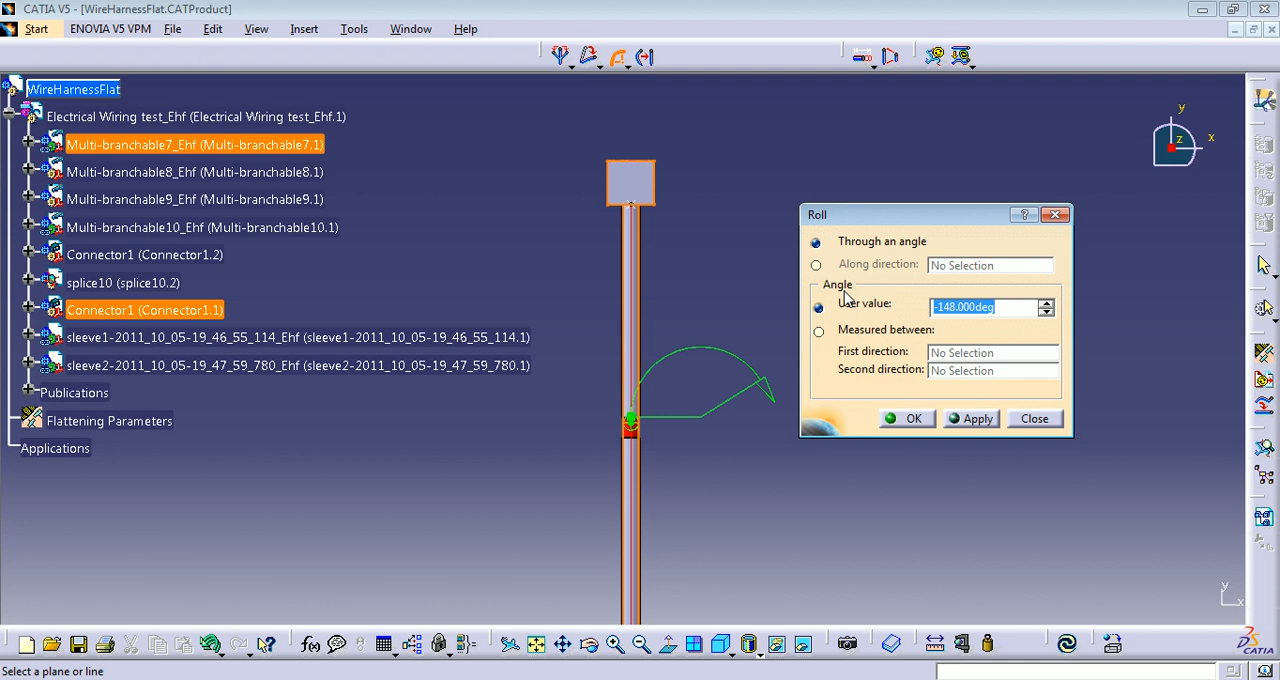 CATIA V5 - [WireHarnessFlat.CATProduct]
Start ENOVIA V5 VPM File Edit View Insert Tools Window Help
WireHarnessFlat
Electrical Wiring test_Ehf (Electrical Wiring test_Ehf.1)
Multi-branchable7_Ehf (Multi-branchable7.1)
Multi-branchable8_Ehf (Multi-branchable8.1)
Multi-branchable9_Ehf (Multi-branchable9.1)
Multi-branchable10_Ehf (Multi-branchable10.1)
Connector1 (Connector1.2)
splice10 (splice10.2)
Connector1 (Connector1.1)
sleeve1-2011_10_05-19_46_55_114_Ehf (sleeve1-2011_10_05-19_46_55_114.1)
sleeve2-2011_10_05-19_47_59_780_Ehf (sleeve2-2011_10_05-19_47_59_780.1)
Publications
Flattening Parameters
Applications
y
x
z
Roll
?
Through an angle
Along direction: No Selection
Angle
User value: -148.000deg
Measured between:
First direction: No Selection
Second direction: No Selection
OK Apply Close
y
x
f(x)
DS CATIA
Select a plane or line